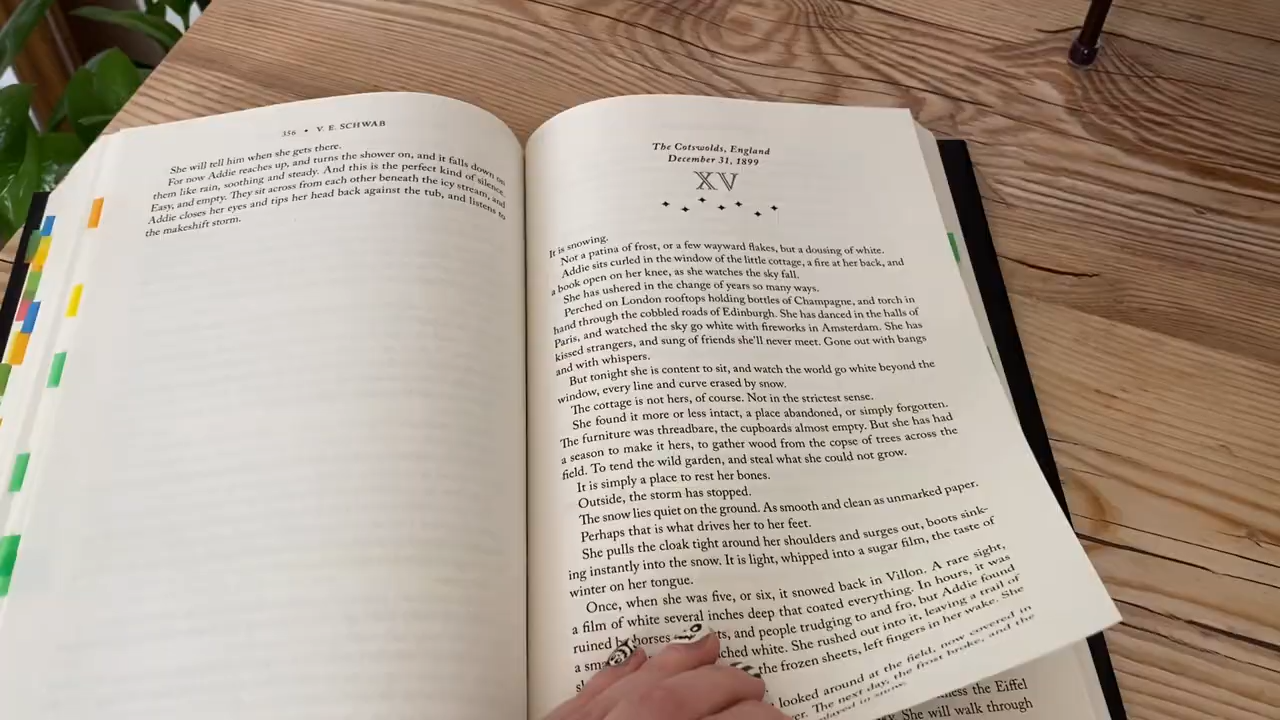 356 • V. E. SCHWAB
She will tell him when she gets there.
For now Addie reaches up, and turns the shower on, and it falls down on
them like rain, soothing and steady. And this is the perfect kind of silence.
Easy, and empty. They sit across from each other beneath the icy stream, and
Addie closes her eyes and tips her head back against the tub, and listens to
the makeshift storm.
The Cotswolds, England
December 31, 1899
XV
It is snowing.
Not a patina of frost, or a few wayward flakes, but a dousing of white.
Addie sits curled in the window of the little cottage, a fire at her back, and
a book open on her knee, as she watches the sky fall.
She has ushered in the change of years so many ways.
Perched on London rooftops holding bottles of Champagne, and torch in
hand through the cobbled roads of Edinburgh. She has danced in the halls of
Paris, and watched the sky go white with fireworks in Amsterdam. She has
kissed strangers, and sung of friends she'll never meet. Gone out with bangs
and with whispers.
But tonight she is content to sit, and watch the world go white beyond the
window, every line and curve erased by snow.
The cottage is not hers, of course. Not in the strictest sense.
She found it more or less intact, a place abandoned, or simply forgotten.
The furniture was threadbare, the cupboards almost empty. But she has had
a season to make it hers, to gather wood from the copse of trees across the
field. To tend the wild garden, and steal what she could not grow.
It is simply a place to rest her bones.
Outside, the storm has stopped.
The snow lies quiet on the ground. As smooth and clean as unmarked paper.
Perhaps that is what drives her to her feet.
She pulls the cloak tight around her shoulders and surges out, boots sink-
ing instantly into the snow. It is light, whipped into a sugar film, the taste of
winter on her tongue.
Once, when she was five, or six, it snowed back in Villon. A rare sight,
a film of white several inches deep that coated everything. In hours, it was
ruined by horses and people trudging to and fro, but Addie found
a white. She rushed out into it, leaving a trail of
the frozen sheets, left fingers in her wake. She
looked around at the field, now covered in
The next day, the frost broke, and the
played in snow.
the Eiffel
She will walk through